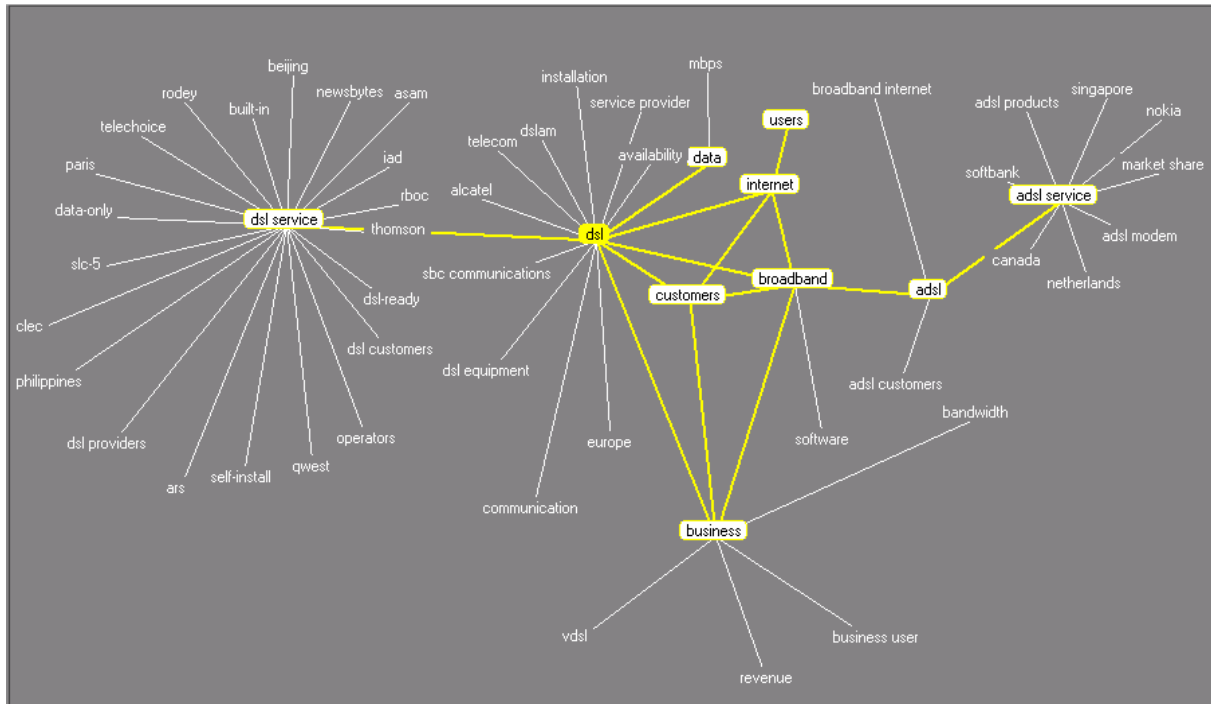 beijing
rodey
newsbytes
asam
built-in
telechoice
iad
paris
rboc
data-only
dsl service
thomson
slc-5
dsl-ready
clec
dsl customers
philippines
operators
dsl providers
qwest
self-install
ars
mbps
installation
service provider
users
dslam
telecom
availability
data
internet
alcatel
dsl
sbc communications
broadband
customers
adsl
dsl equipment
adsl customers
bandwidth
europe
software
communication
business
vdsl
business user
revenue
broadband internet
singapore
adsl products
nokia
market share
softbank
adsl service
adsl modem
canada
netherlands